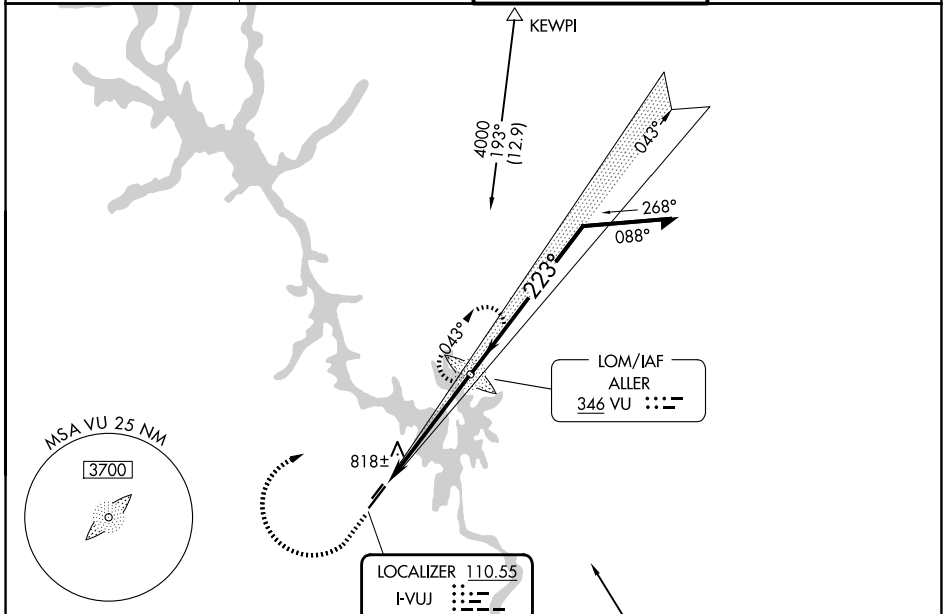 KEWPI
4000
193°
(12.9)
043°
268°
088°
223°
043°
LOM/IAF
ALLER
346 VU
MSA VU 25 NM
3700
818±
LOCALIZER 110.55
I-VUJ